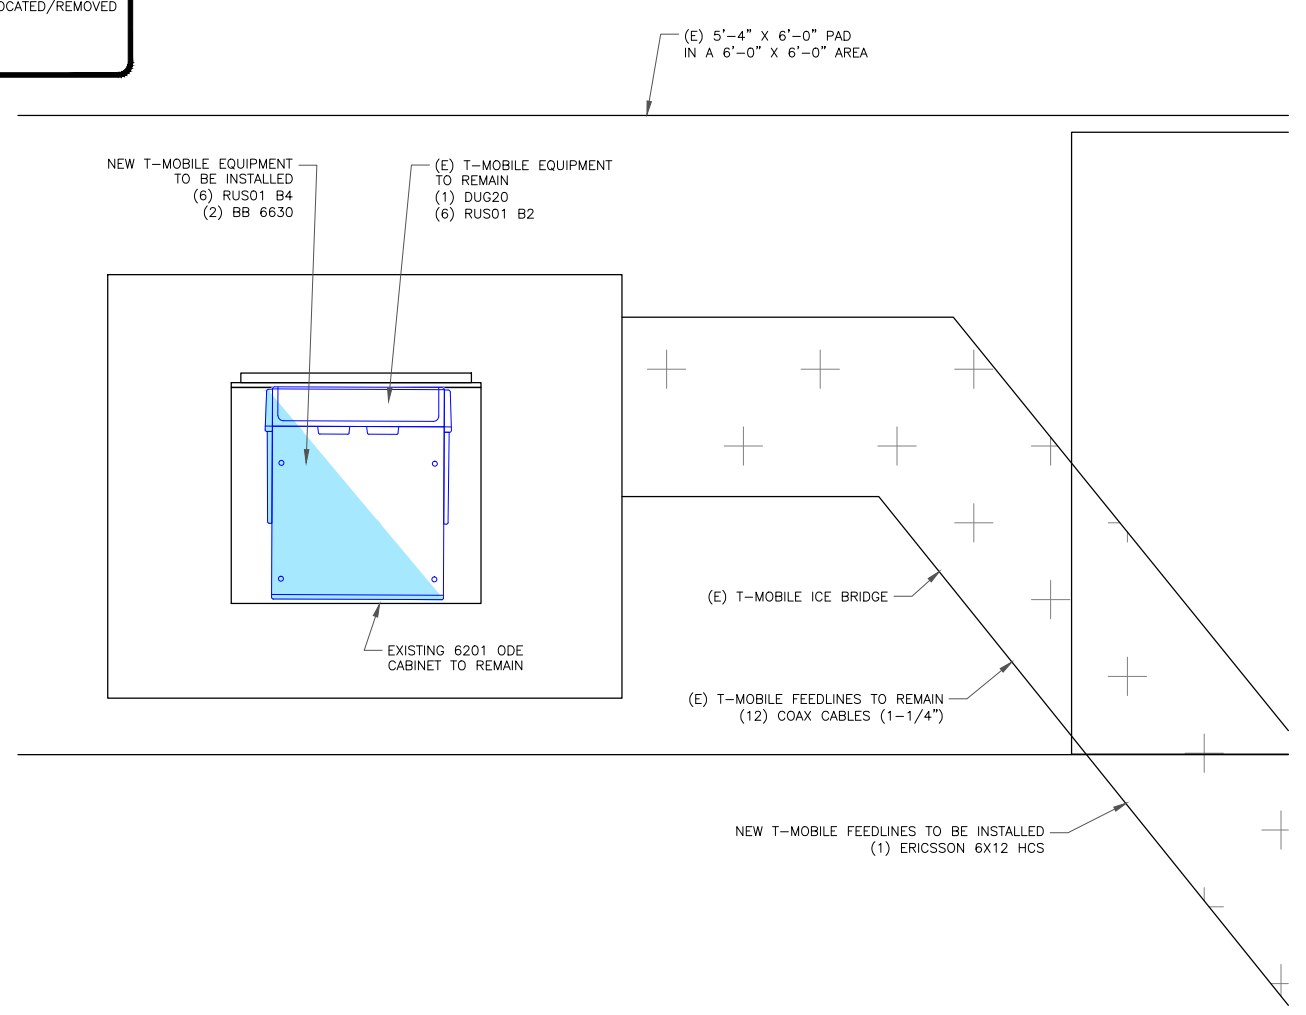 (E) 5'-4" X 6'-0" PAD
IN A 6'-0" X 6'-0" AREA
NEW T-MOBILE EQUIPMENT
TO BE INSTALLED
(6) RUS01 B4
(2) BB 6630
(E) T-MOBILE EQUIPMENT
TO REMAIN
(1) DUG20
(6) RUS01 B2
(E) T-MOBILE ICE BRIDGE
EXISTING 6201 ODE
CABINET TO REMAIN
(E) T-MOBILE FEEDLINES TO REMAIN
(12) COAX CABLES (1-1/4")
NEW T-MOBILE FEEDLINES TO BE INSTALLED
(1) ERICSSON 6X12 HCS